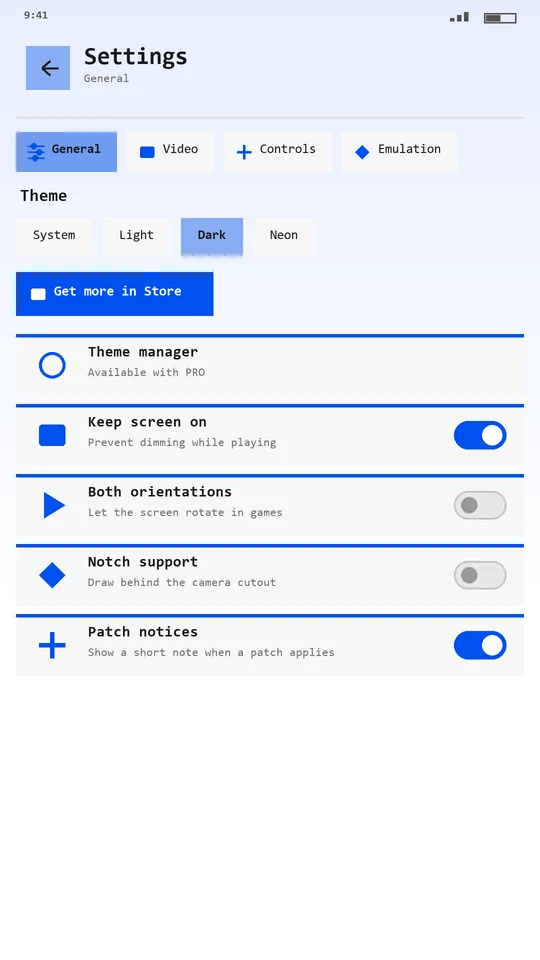 9:41
Settings
General
General Video Controls Emulation
Theme
System Light Dark Neon
Get more in Store
Theme manager
Available with PRO
Keep screen on
Prevent dimming while playing
Both orientations
Let the screen rotate in games
Notch support
Draw behind the camera cutout
Patch notices
Show a short note when a patch applies